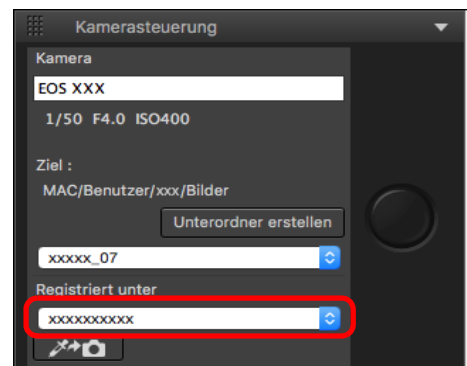 Kamerasteuerung
Kamera
EOS XXX
1/50 F4.0 ISO400
Ziel :
MAC/Benutzer/xxx/Bilder
Unterordner erstellen
xxxxx_07
Registriert unter
xxxxxxxxxx